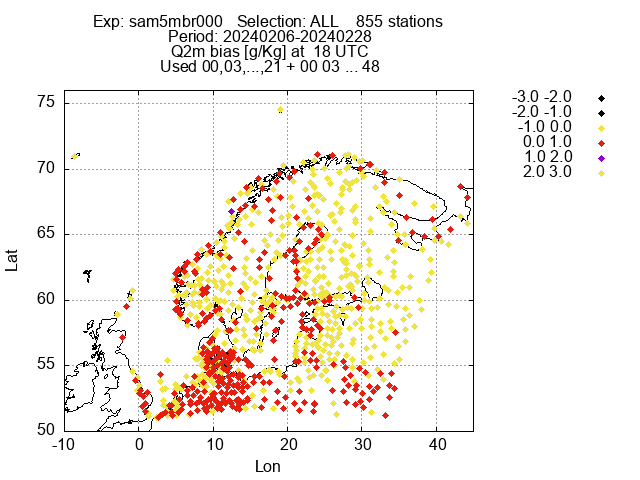 Exp: sam5mbr000   Selection: ALL    855 stations
Period: 20240206-20240228
Q2m bias [g/Kg] at  18 UTC
Used 00,03,...,21 + 00 03 ... 48
-3.0 -2.0
-2.0 -1.0
-1.0 0.0
0.0 1.0
1.0 2.0
2.0 3.0
75
70
65
60
55
50
Lat
-10 0 10 20 30 40
Lon